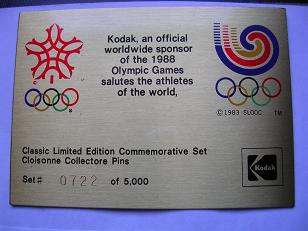 Kodak, an official
worldwide sponsor
of the 1988
Olympic Games
salutes the athletes
of the world,
©1983 SLOOC TM
Classic Limited Edition Commemorative Set
Cloisonne Collectore Pins
Set# 0722 of 5,000
Kodak